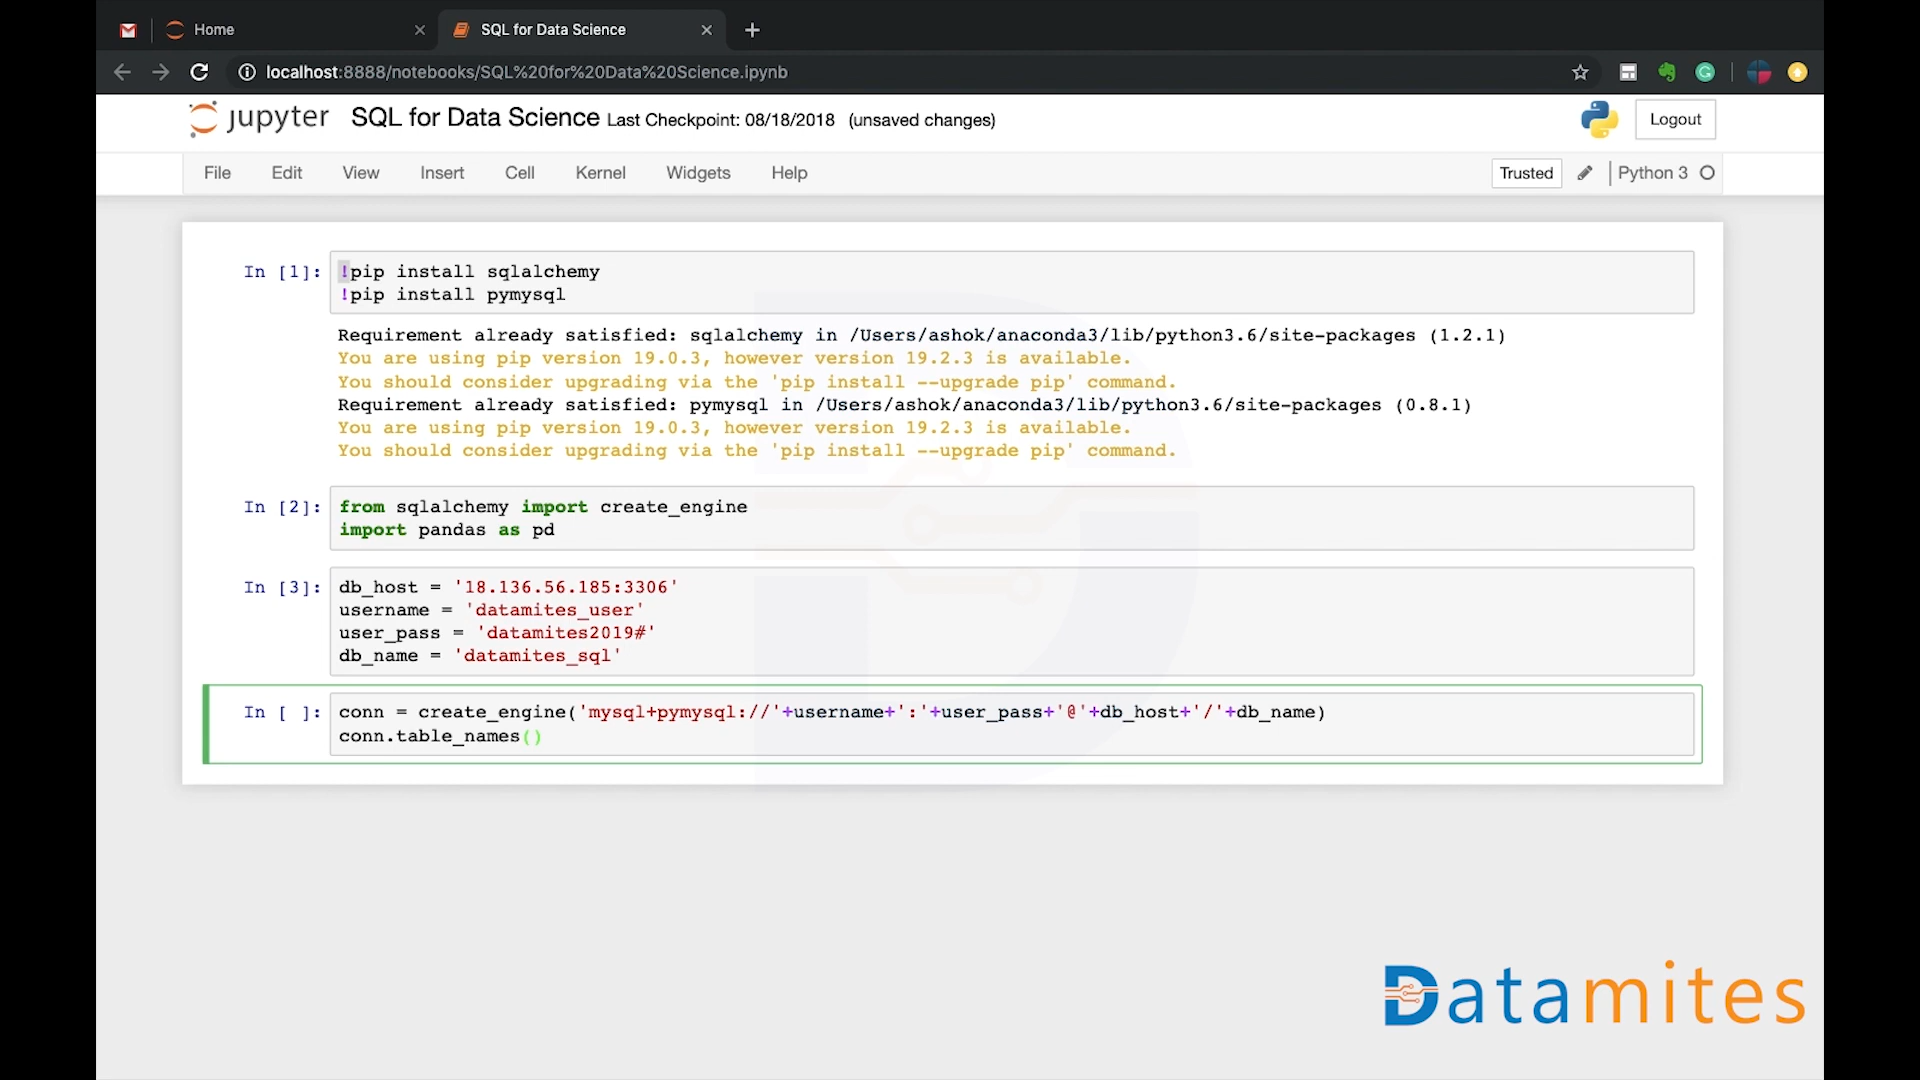 Home
SQL for Data Science
localhost:8888/notebooks/SQL%20for%20Data%20Science.ipynb
jupyter SQL for Data Science Last Checkpoint: 08/18/2018 (unsaved changes)
Logout
File Edit View Insert Cell Kernel Widgets Help
Trusted
Python 3
In [1]: !pip install sqlalchemy
!pip install pymysql
Requirement already satisfied: sqlalchemy in /Users/ashok/anaconda3/lib/python3.6/site-packages (1.2.1)
You are using pip version 19.0.3, however version 19.2.3 is available.
You should consider upgrading via the 'pip install --upgrade pip' command.
Requirement already satisfied: pymysql in /Users/ashok/anaconda3/lib/python3.6/site-packages (0.8.1)
You are using pip version 19.0.3, however version 19.2.3 is available.
You should consider upgrading via the 'pip install --upgrade pip' command.
In [2]: from sqlalchemy import create_engine
import pandas as pd
In [3]: db_host = '18.136.56.185:3306'
username = 'datamites_user'
user_pass = 'datamites2019#'
db_name = 'datamites_sql'
In [ ]: conn = create_engine('mysql+pymysql://'+username+':'+user_pass+'@'+db_host+'/'+db_name)
conn.table_names()
Datamites